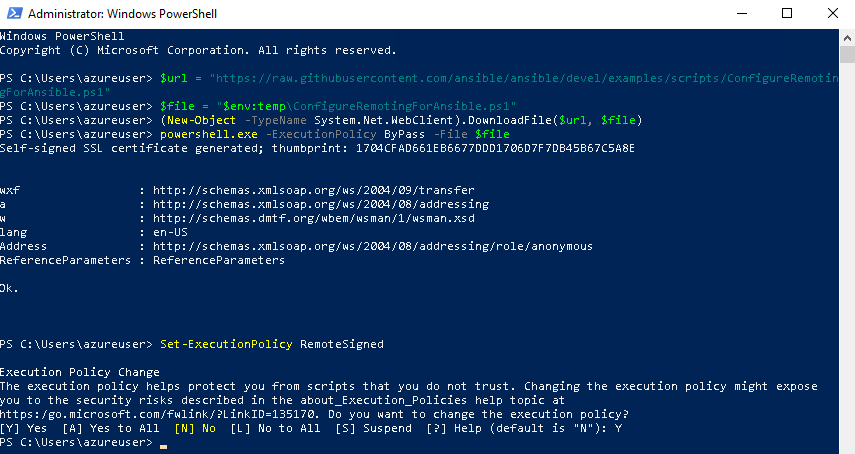 Administrator: Windows PowerShell
Windows PowerShell
Copyright (C) Microsoft Corporation. All rights reserved.
PS C:\Users\azureuser> $url = "https://raw.githubusercontent.com/ansible/ansible/devel/examples/scripts/ConfigureRemotin
gForAnsible.ps1"
PS C:\Users\azureuser> $file = "$env:temp\ConfigureRemotingForAnsible.ps1"
PS C:\Users\azureuser> (New-Object -TypeName System.Net.WebClient).DownloadFile($url, $file)
PS C:\Users\azureuser> powershell.exe -ExecutionPolicy ByPass -File $file
Self-signed SSL certificate generated; thumbprint: 1704CFAD661EB6677DDD1706D7F7DB45B67C5A8E
wxf : http://schemas.xmlsoap.org/ws/2004/09/transfer
a : http://schemas.xmlsoap.org/ws/2004/08/addressing
w : http://schemas.dmtf.org/wbem/wsman/1/wsman.xsd
lang : en-US
Address : http://schemas.xmlsoap.org/ws/2004/08/addressing/role/anonymous
ReferenceParameters : ReferenceParameters
Ok.
PS C:\Users\azureuser> Set-ExecutionPolicy RemoteSigned
Execution Policy Change
The execution policy helps protect you from scripts that you do not trust. Changing the execution policy might expose
you to the security risks described in the about_Execution_Policies help topic at
https:/go.microsoft.com/fwlink/?LinkID=135170. Do you want to change the execution policy?
[Y] Yes  [A] Yes to All  [N] No  [L] No to All  [S] Suspend  [?] Help (default is "N"): Y
PS C:\Users\azureuser>